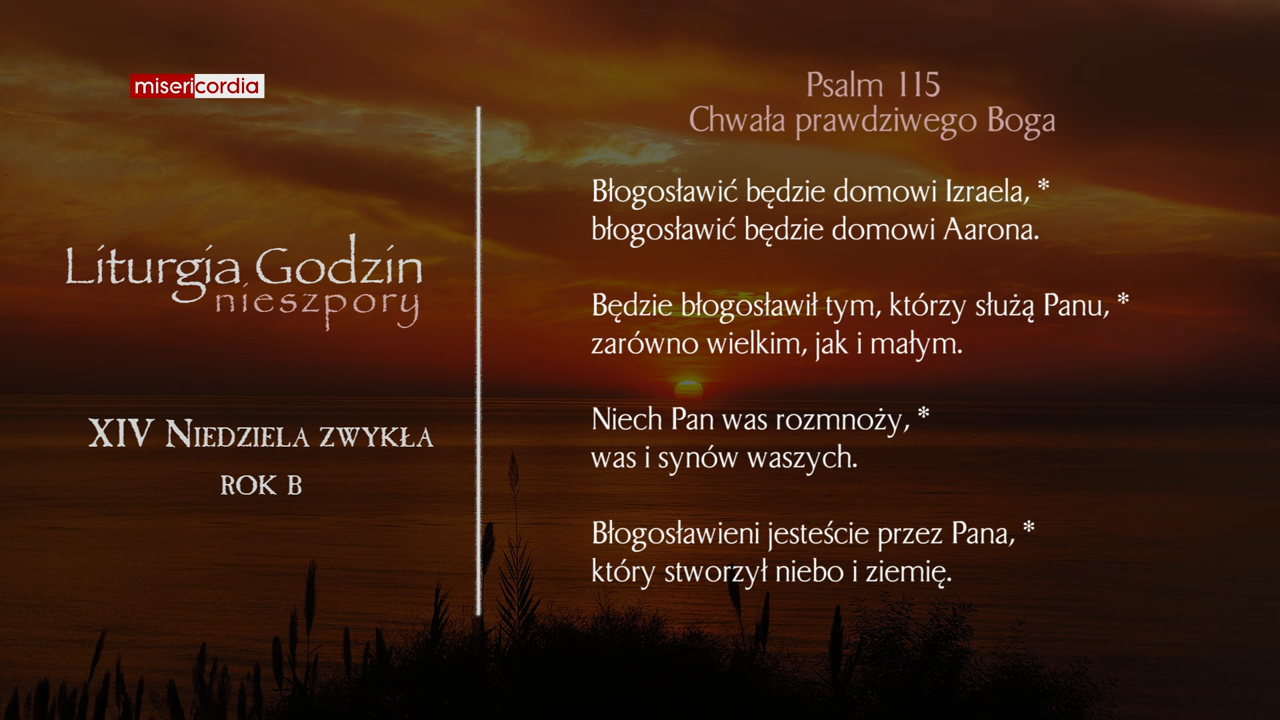 misericordia
Liturgia Godzin
nieszpory
XIV Niedziela zwykła
rok B
Psalm 115
Chwała prawdziwego Boga
Błogosławić będzie domowi Izraela, *
błogosławić będzie domowi Aarona.
Będzie błogosławił tym, którzy służą Panu, *
zarówno wielkim, jak i małym.
Niech Pan was rozmnoży, *
was i synów waszych.
Błogosławieni jesteście przez Pana, *
który stworzył niebo i ziemię.